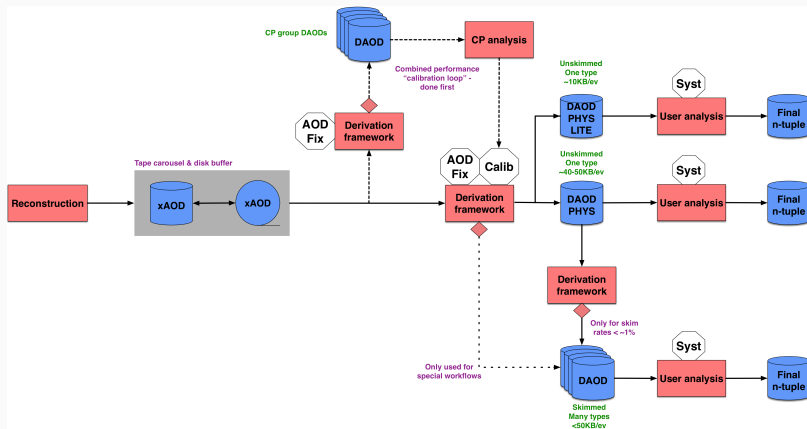 CP group DAODs
DAOD
CP analysis
Combined performance
“calibration loop” -
done first
Unskimmed
One type
~10KB/ev
AOD
Fix
Derivation
framework
DAOD
PHYS
LITE
Syst
User analysis
Final
n-tuple
Tape carousel & disk buffer
Reconstruction
xAOD
xAOD
AOD
Fix
Calib
Derivation
framework
Unskimmed
One type
~40-50KB/ev
DAOD
PHYS
Syst
User analysis
Final
n-tuple
Derivation
framework
Only for skim
rates < ~1%
Only used for
special workflows
DAOD
Skimmed
Many types
<50KB/ev
Syst
User analysis
Final
n-tuple